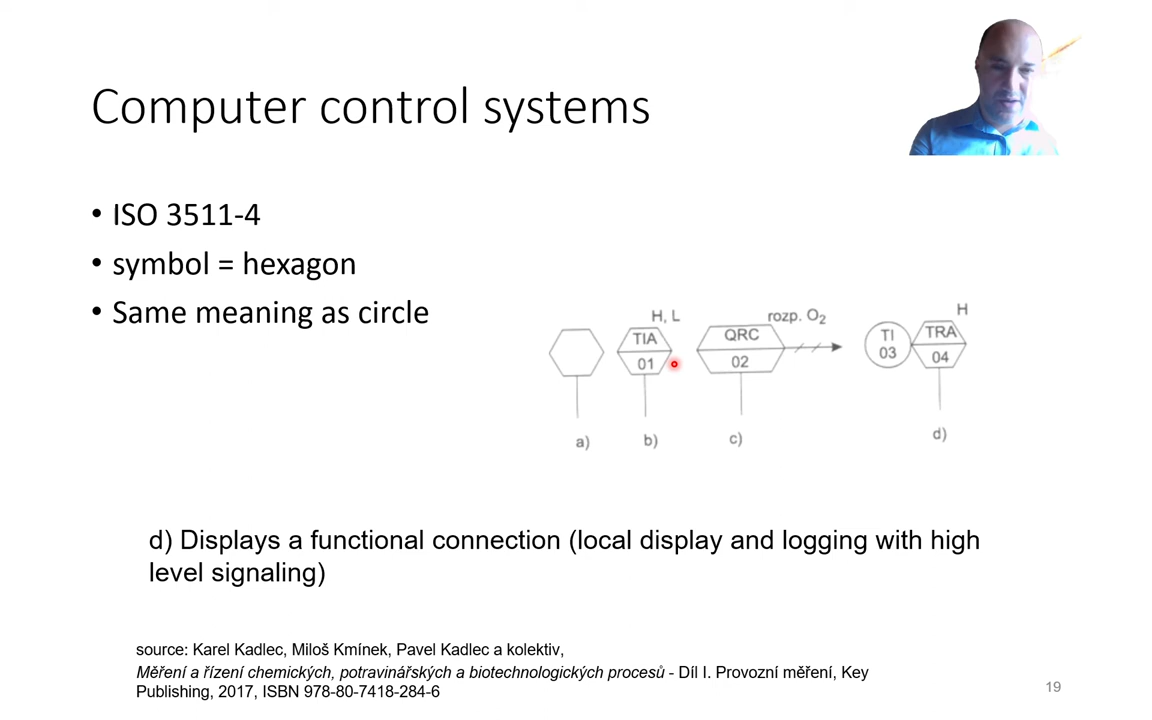 Computer control systems
• ISO 3511-4
• symbol = hexagon
• Same meaning as circle
H, L
rozp. O₂
H
TIA
01
QRC
02
TI
03
TRA
04
a)
b)
c)
d)
d) Displays a functional connection (local display and logging with high
level signaling)
source: Karel Kadlec, Miloš Kmínek, Pavel Kadlec a kolektiv,
Měření a řízení chemických, potravinářských a biotechnologických procesů - Díl I. Provozní měření, Key
Publishing, 2017, ISBN 978-80-7418-284-6
19